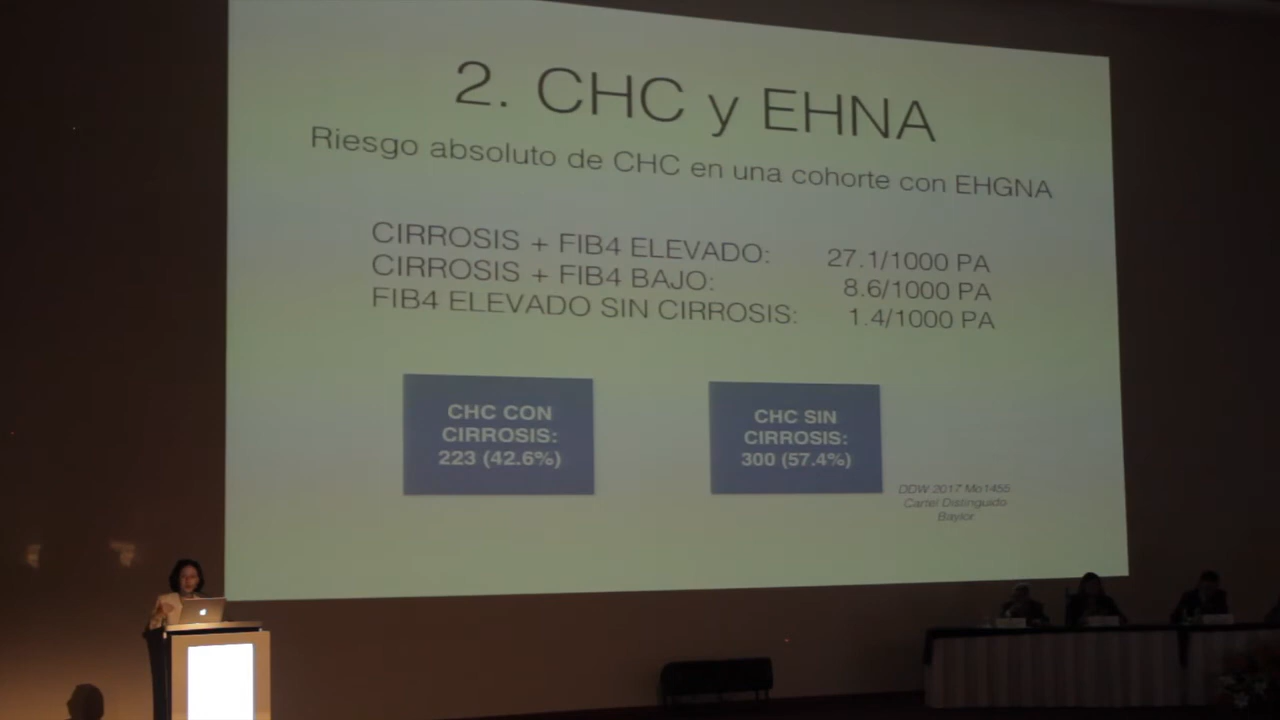 2. CHC y EHNA
Riesgo absoluto de CHC en una cohorte con EHGNA
CIRROSIS + FIB4 ELEVADO: 27.1/1000 PA
CIRROSIS + FIB4 BAJO: 8.6/1000 PA
FIB4 ELEVADO SIN CIRROSIS: 1.4/1000 PA
CHC CON
CIRROSIS:
223 (42.6%)
CHC SIN
CIRROSIS:
300 (57.4%)
DDW 2017 Mo1455
Cartel Distinguido
Baylor